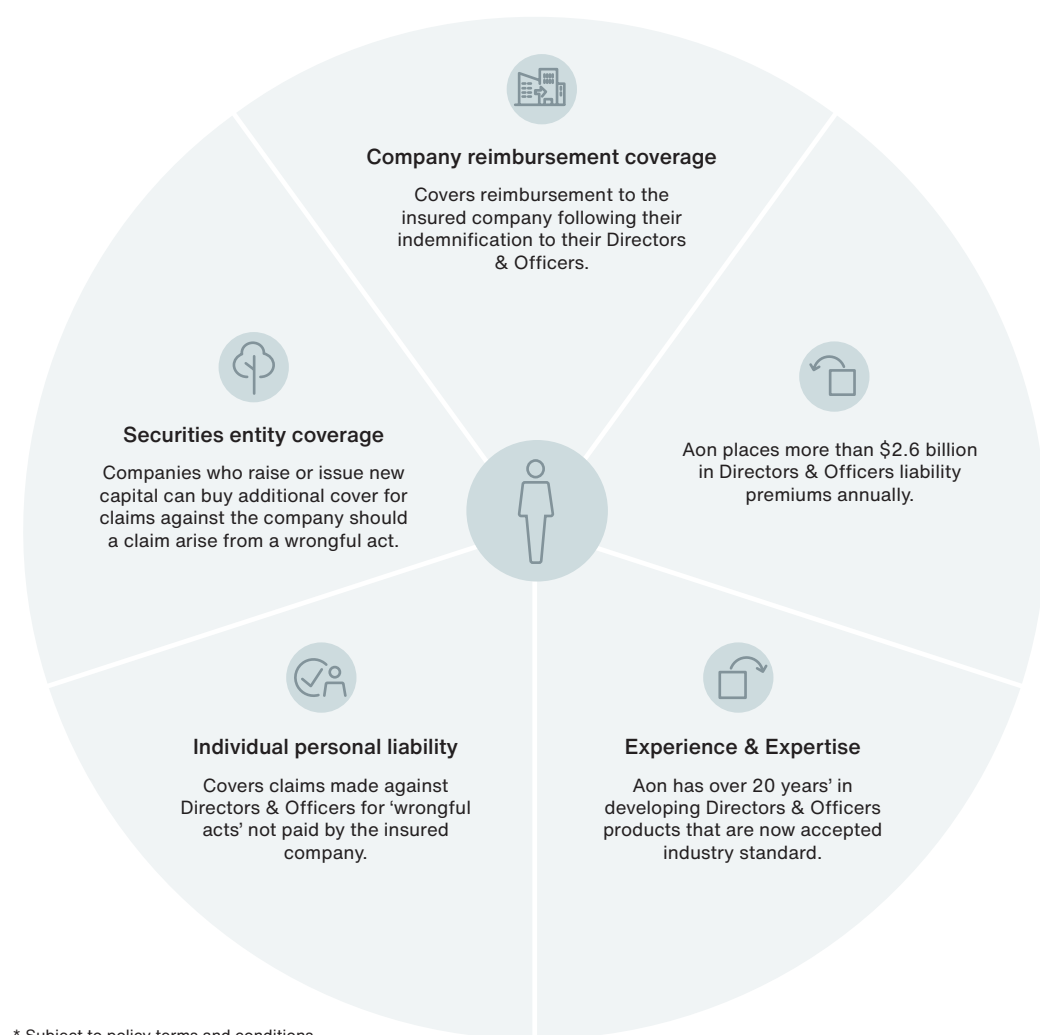 Company reimbursement coverage
Covers reimbursement to the
insured company following their
indemnification to their Directors
& Officers.
Securities entity coverage
Companies who raise or issue new
capital can buy additional cover for
claims against the company should
a claim arise from a wrongful act.
Aon places more than $2.6 billion
in Directors & Officers liability
premiums annually.
Individual personal liability
Covers claims made against
Directors & Officers for ‘wrongful
acts’ not paid by the insured
company.
Experience & Expertise
Aon has over 20 years’ in
developing Directors & Officers
products that are now accepted
industry standard.
* Subject to policy terms and conditions